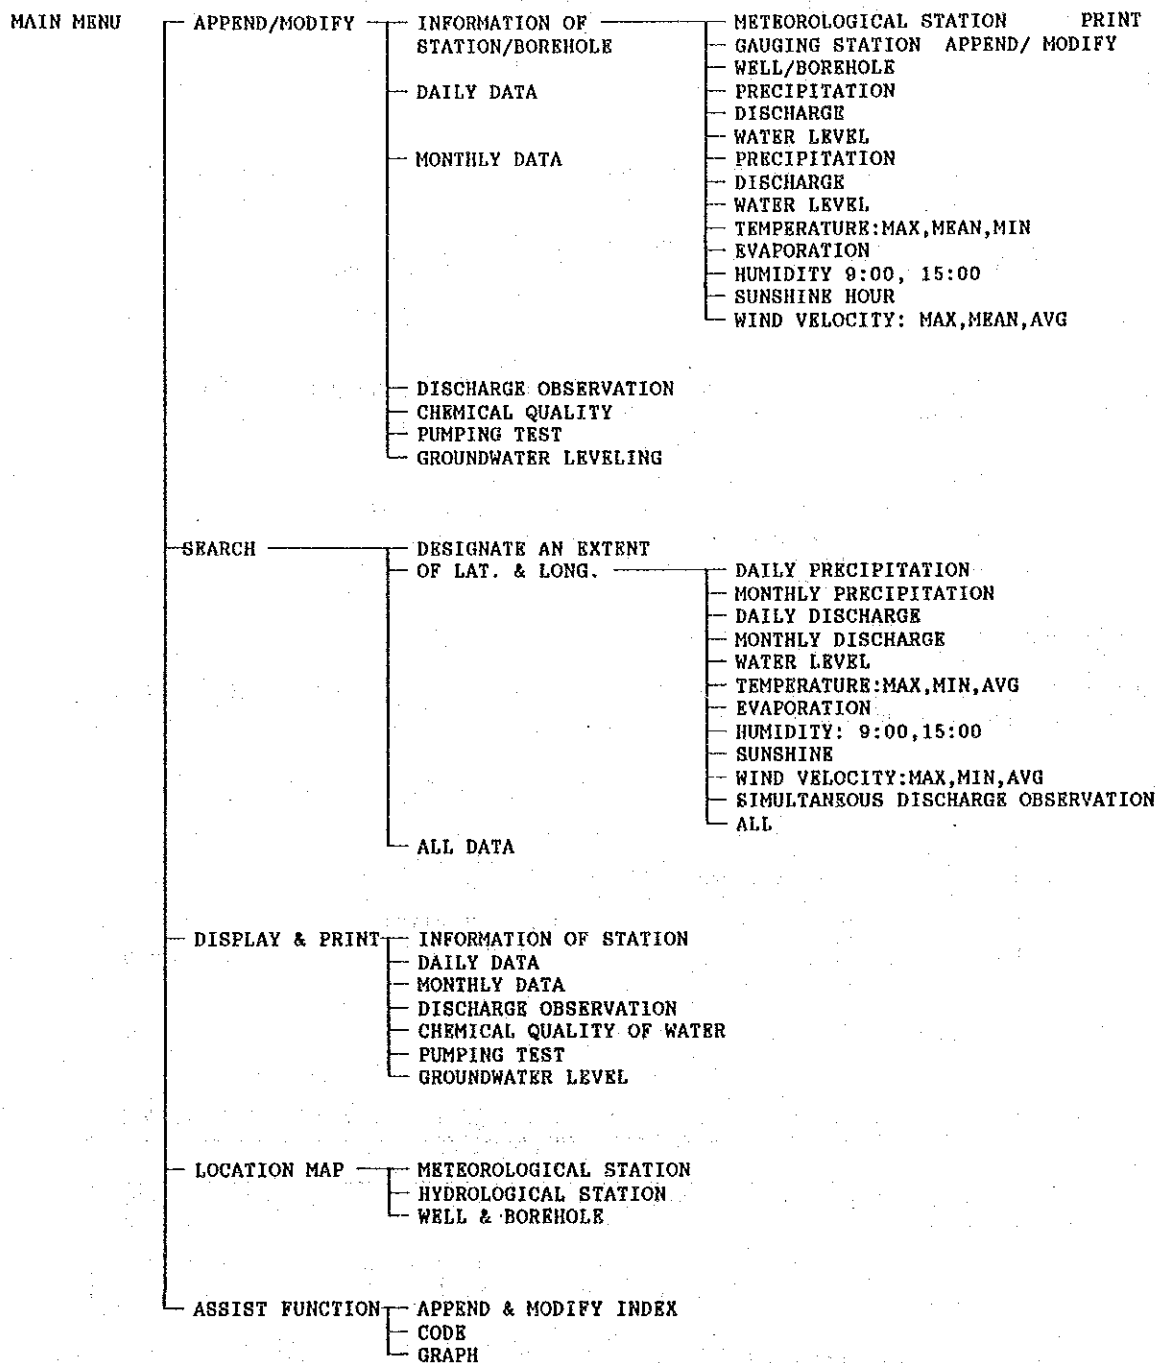 MAIN MENU APPEND/MODIFY INFORMATION OF METEOROLOGICAL STATION PRINT
STATION/BOREHOLE GAUGING STATION APPEND/ MODIFY
WELL/BOREHOLE
DAILY DATA PRECIPITATION
DISCHARGE
WATER LEVEL
MONTHLY DATA PRECIPITATION
DISCHARGE
WATER LEVEL
TEMPERATURE:MAX,MEAN,MIN
EVAPORATION
HUMIDITY 9:00, 15:00
SUNSHINE HOUR
WIND VELOCITY: MAX,MEAN,AVG
DISCHARGE OBSERVATION
CHEMICAL QUALITY
PUMPING TEST
GROUNDWATER LEVELING
SEARCH DESIGNATE AN EXTENT
OF LAT. & LONG. DAILY PRECIPITATION
MONTHLY PRECIPITATION
DAILY DISCHARGE
MONTHLY DISCHARGE
WATER LEVEL
TEMPERATURE:MAX,MIN,AVG
EVAPORATION
HUMIDITY: 9:00,15:00
SUNSHINE
WIND VELOCITY:MAX,MIN,AVG
SIMULTANEOUS DISCHARGE OBSERVATION
ALL
ALL DATA
DISPLAY & PRINT INFORMATION OF STATION
DAILY DATA
MONTHLY DATA
DISCHARGE OBSERVATION
CHEMICAL QUALITY OF WATER
PUMPING TEST
GROUNDWATER LEVEL
LOCATION MAP METEOROLOGICAL STATION
HYDROLOGICAL STATION
WELL & BOREHOLE
ASSIST FUNCTION APPEND & MODIFY INDEX
CODE
GRAPH